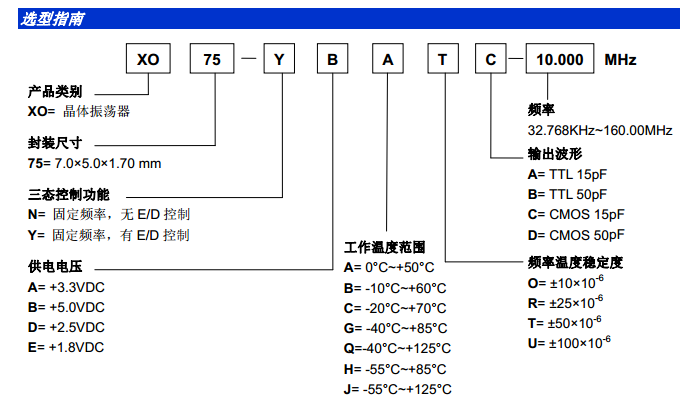 选型指南
XO 75 — Y B A T C — 10.000 MHz
产品类别
XO= 晶体振荡器
封装尺寸
75= 7.0×5.0×1.70 mm
三态控制功能
N= 固定频率，无 E/D 控制
Y= 固定频率，有 E/D 控制
供电电压
A= +3.3VDC
B= +5.0VDC
D= +2.5VDC
E= +1.8VDC
工作温度范围
A= 0°C~+50°C
B= -10°C~+60°C
C= -20°C~+70°C
G= -40°C~+85°C
Q=-40°C~+125°C
H= -55°C~+85°C
J= -55°C~+125°C
频率
32.768KHz~160.00MHz
输出波形
A= TTL 15pF
B= TTL 50pF
C= CMOS 15pF
D= CMOS 50pF
频率温度稳定度
O= ±10×10⁻⁶
R= ±25×10⁻⁶
T= ±50×10⁻⁶
U= ±100×10⁻⁶